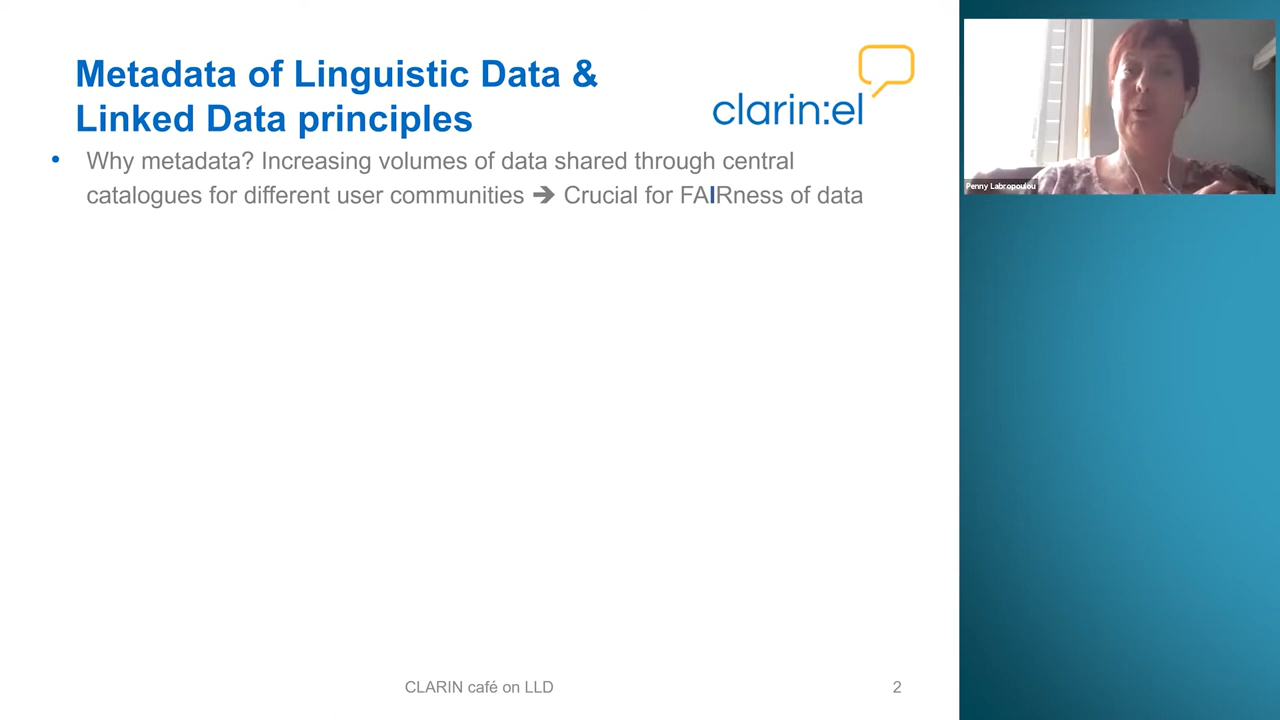 Metadata of Linguistic Data &
Linked Data principles
clarin:el
• Why metadata? Increasing volumes of data shared through central
catalogues for different user communities ➔ Crucial for FAIRness of data
CLARIN café on LLD
2
Penny Labropoulou